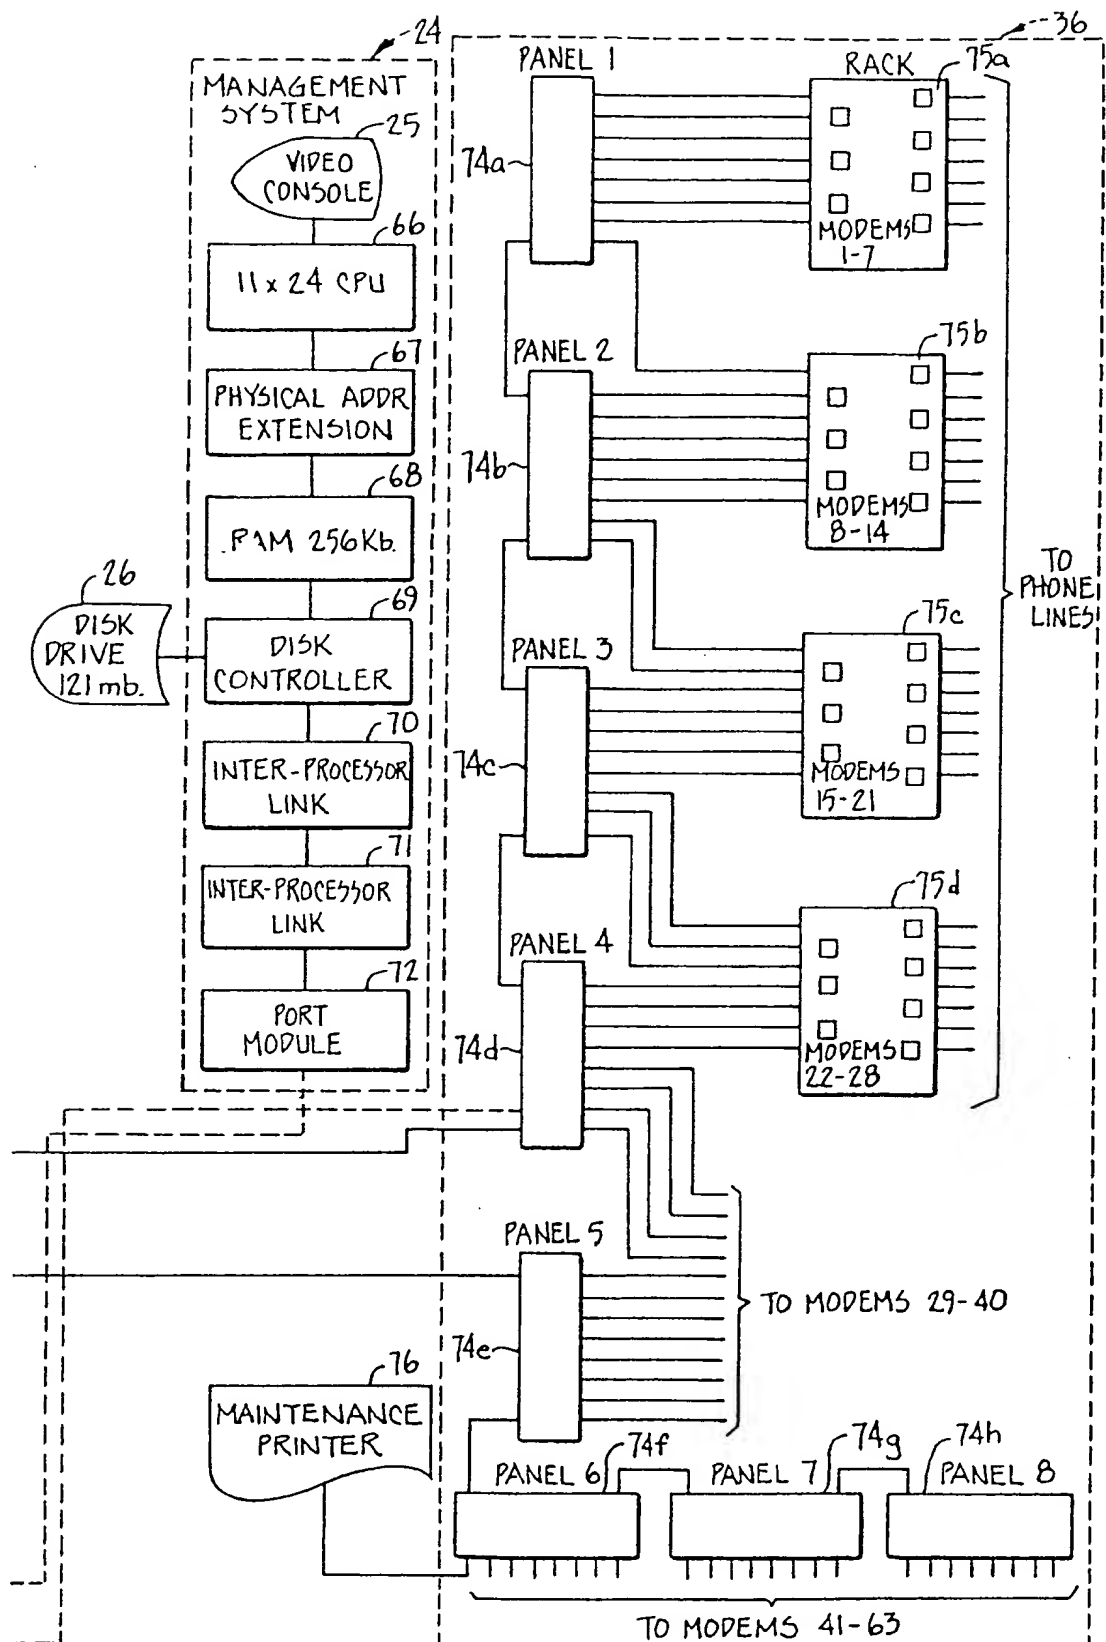 24
MANAGEMENT
SYSTEM
25
VIDEO
CONSOLE
66
11 x 24 CPU
67
PHYSICAL ADDR
EXTENSION
68
RAM 256Kb.
26
DISK
DRIVE
121 mb.
69
DISK
CONTROLLER
70
INTER-PROCESSOR
LINK
71
INTER-PROCESSOR
LINK
72
PORT
MODULE
76
MAINTENANCE
PRINTER
36
PANEL 1
74a
RACK
75a
MODEMS
1-7
PANEL 2
74b
75b
MODEMS
8-14
PANEL 3
74c
75c
MODEMS
15-21
PANEL 4
74d
75d
MODEMS
22-28
TO
PHONE
LINES
PANEL 5
74e
TO MODEMS 29-40
PANEL 6
74f
PANEL 7
74g
PANEL 8
74h
TO MODEMS 41-63